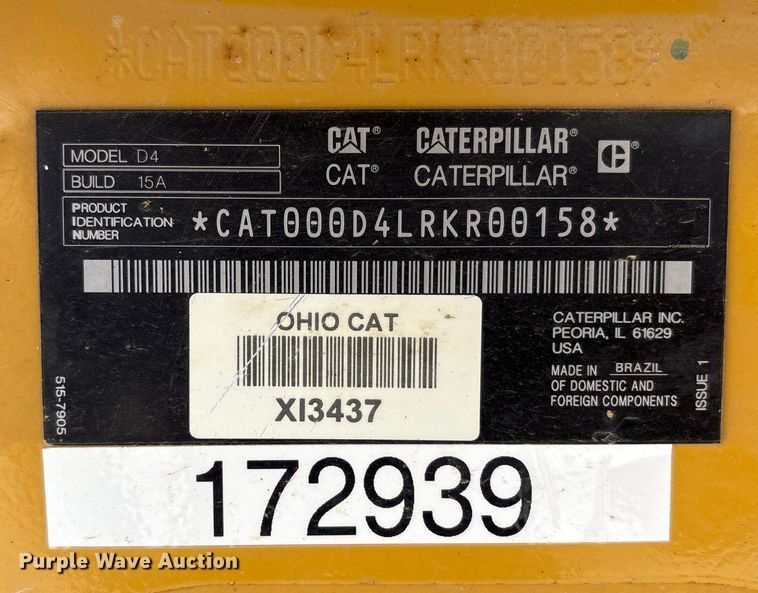 *CAT000D4LRKR00158*
CAT® CATERPILLAR®
CAT® CATERPILLAR® C®
MODEL D4
BUILD 15A
PRODUCT IDENTIFICATION NUMBER *CAT000D4LRKR00158*
*CAT000D4LRKR00158*
OHIO CAT
XI3437
CATERPILLAR INC.
PEORIA, IL 61629
USA
MADE IN BRAZIL
OF DOMESTIC AND
FOREIGN COMPONENTS
ISSUE 1
515-7905
172939
Purple Wave Auction